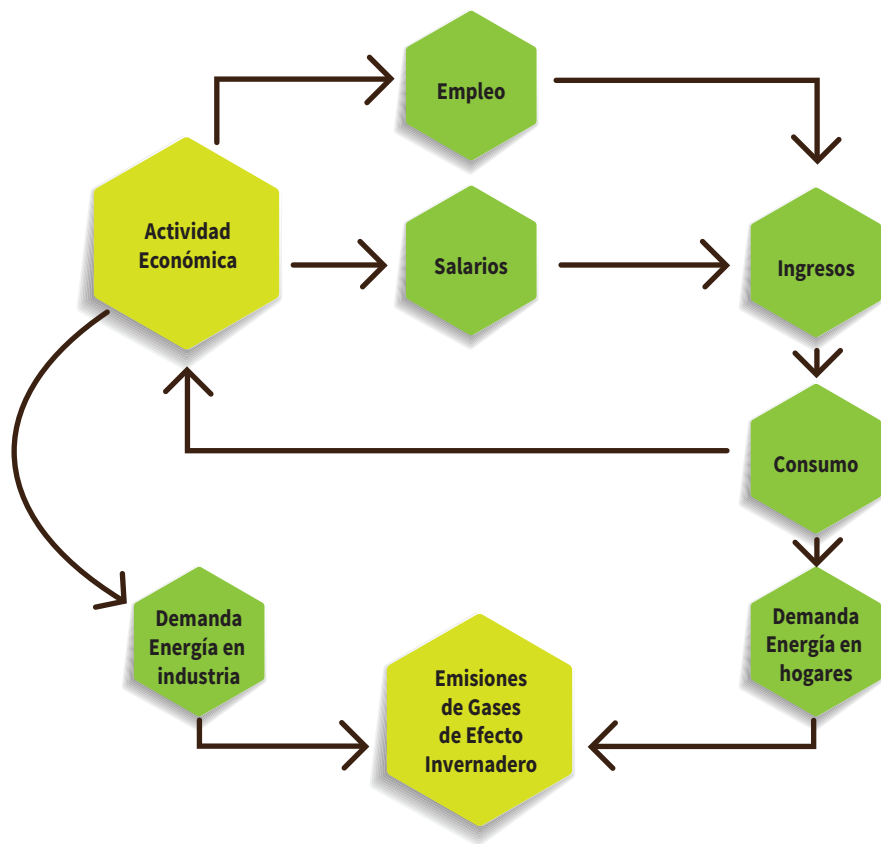 Empleo
Actividad
Económica
Salarios
Ingresos
Consumo
Demanda
Energía en
industria
Emisiones
de Gases
de Efecto
Invernadero
Demanda
Energía en
hogares